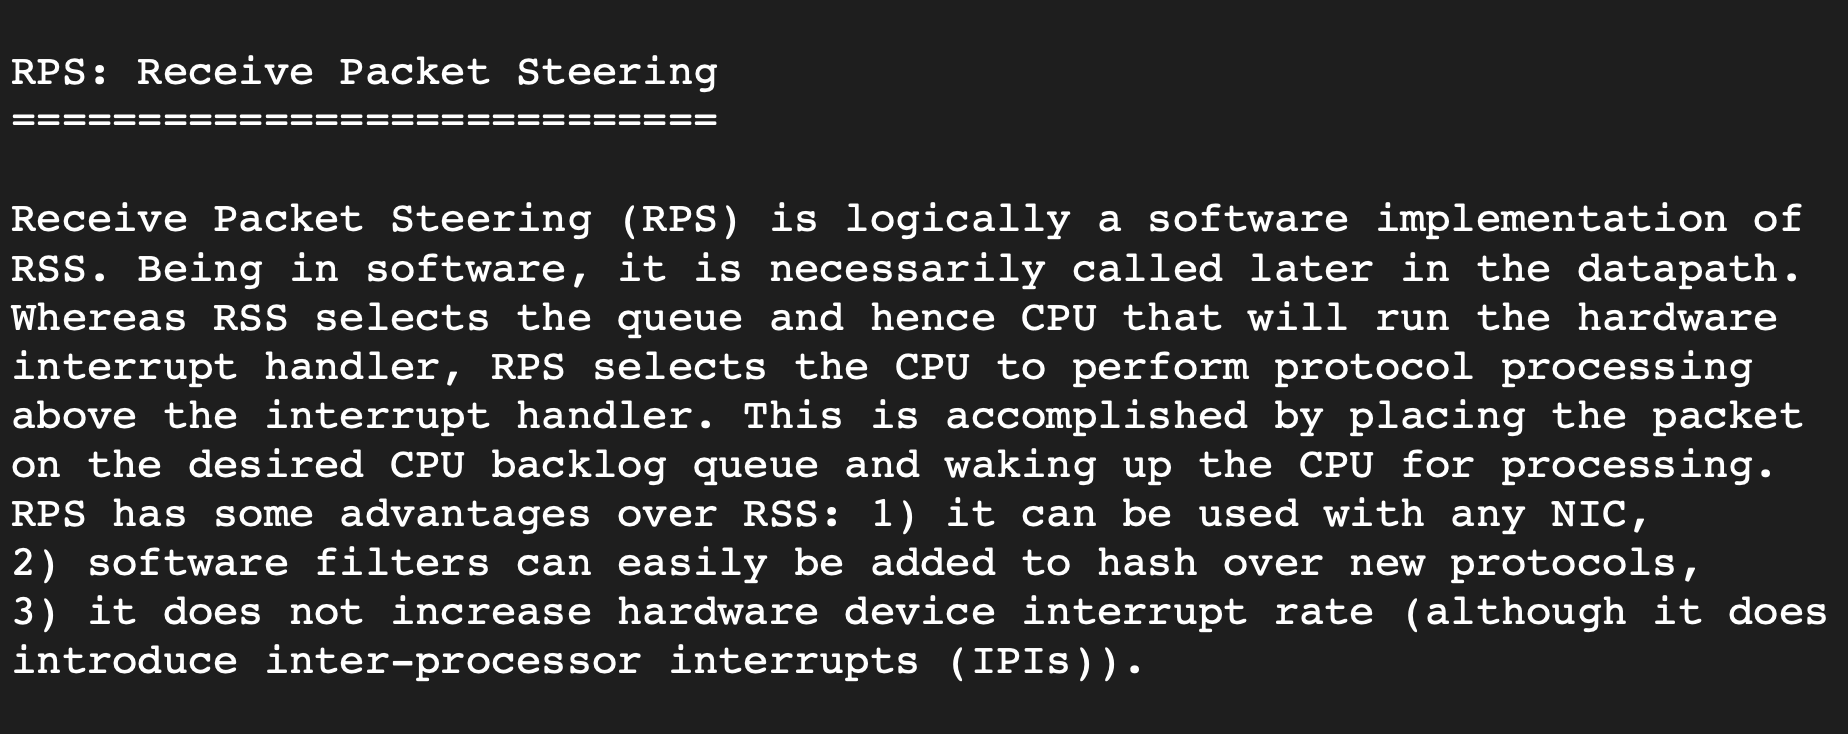 RPS: Receive Packet Steering
============================
Receive Packet Steering (RPS) is logically a software implementation of
RSS. Being in software, it is necessarily called later in the datapath.
Whereas RSS selects the queue and hence CPU that will run the hardware
interrupt handler, RPS selects the CPU to perform protocol processing
above the interrupt handler. This is accomplished by placing the packet
on the desired CPU backlog queue and waking up the CPU for processing.
RPS has some advantages over RSS: 1) it can be used with any NIC,
2) software filters can easily be added to hash over new protocols,
3) it does not increase hardware device interrupt rate (although it does
introduce inter-processor interrupts (IPIs)).